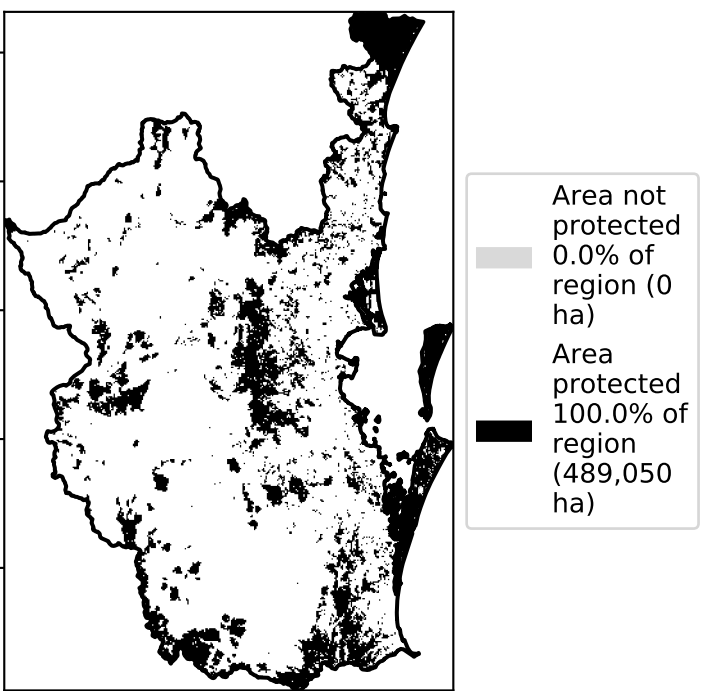 Area not
protected
0.0% of
region (0
ha)
Area
protected
100.0% of
region
(489,050
ha)